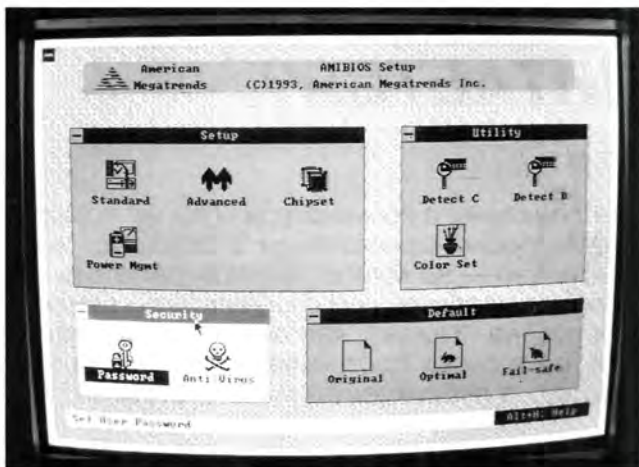 American
Megatrends
AMIBIOS Setup
(C)1993, American Megatrends Inc.
Setup
Standard
Advanced
Chipset
Power Mgmt
Utility
Detect C
Detect D
Color Set
Security
Password
Anti Virus
Default
Original
Optimal
Fail-safe
Set User Password
Alt+H: Help